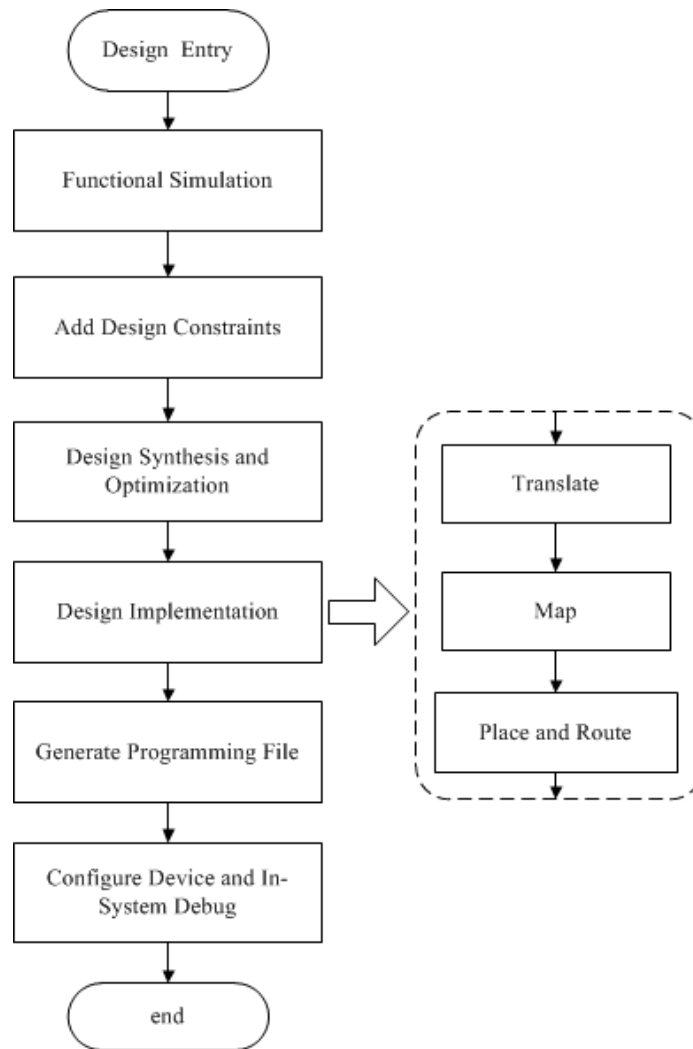 Design Entry
Functional Simulation
Add Design Constraints
Design Synthesis and
Optimization
Design Implementation
Generate Programming File
Configure Device and In-
System Debug
end
Translate
Map
Place and Route